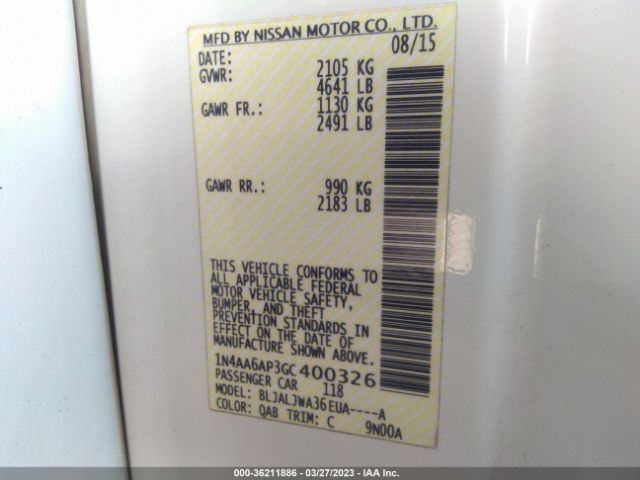 MFD BY NISSAN MOTOR CO., LTD.
DATE: 08/15
GVWR: 2105 KG
4641 LB
GAWR FR.: 1130 KG
2491 LB
GAWR RR.: 990 KG
2183 LB
THIS VEHICLE CONFORMS TO
ALL APPLICABLE FEDERAL
MOTOR VEHICLE SAFETY,
BUMPER, AND THEFT
PREVENTION STANDARDS IN
EFFECT ON THE DATE OF
MANUFACTURE SHOWN ABOVE.
1N4AA6AP3GC400326
PASSENGER CAR 118
MODEL: BLJALJWA36EUA----A
COLOR: QAB TRIM: C 9N00A
000-36211886 — 03/27/2023 — IAA Inc.